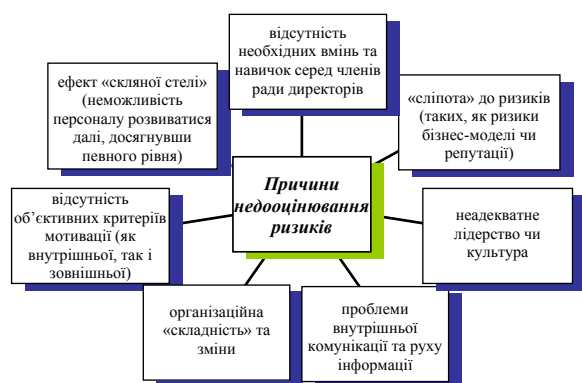 відсутність
необхідних вмінь та
навичок серед членів
ради директорів
ефект «скляної стелі»
(неможливість
персоналу розвиватися
далі, досягнувши
певного рівня)
«сліпота» до ризиків
(таких, як ризики
бізнес-моделі чи
репутації)
Причини
недооцінювання
ризиків
відсутність
об’єктивних критеріїв
мотивації (як
внутрішньої, так і
зовнішньої)
неадекватне
лідерство чи
культура
організаційна
«складність» та
зміни
проблеми
внутрішньої
комунікації та руху
інформації